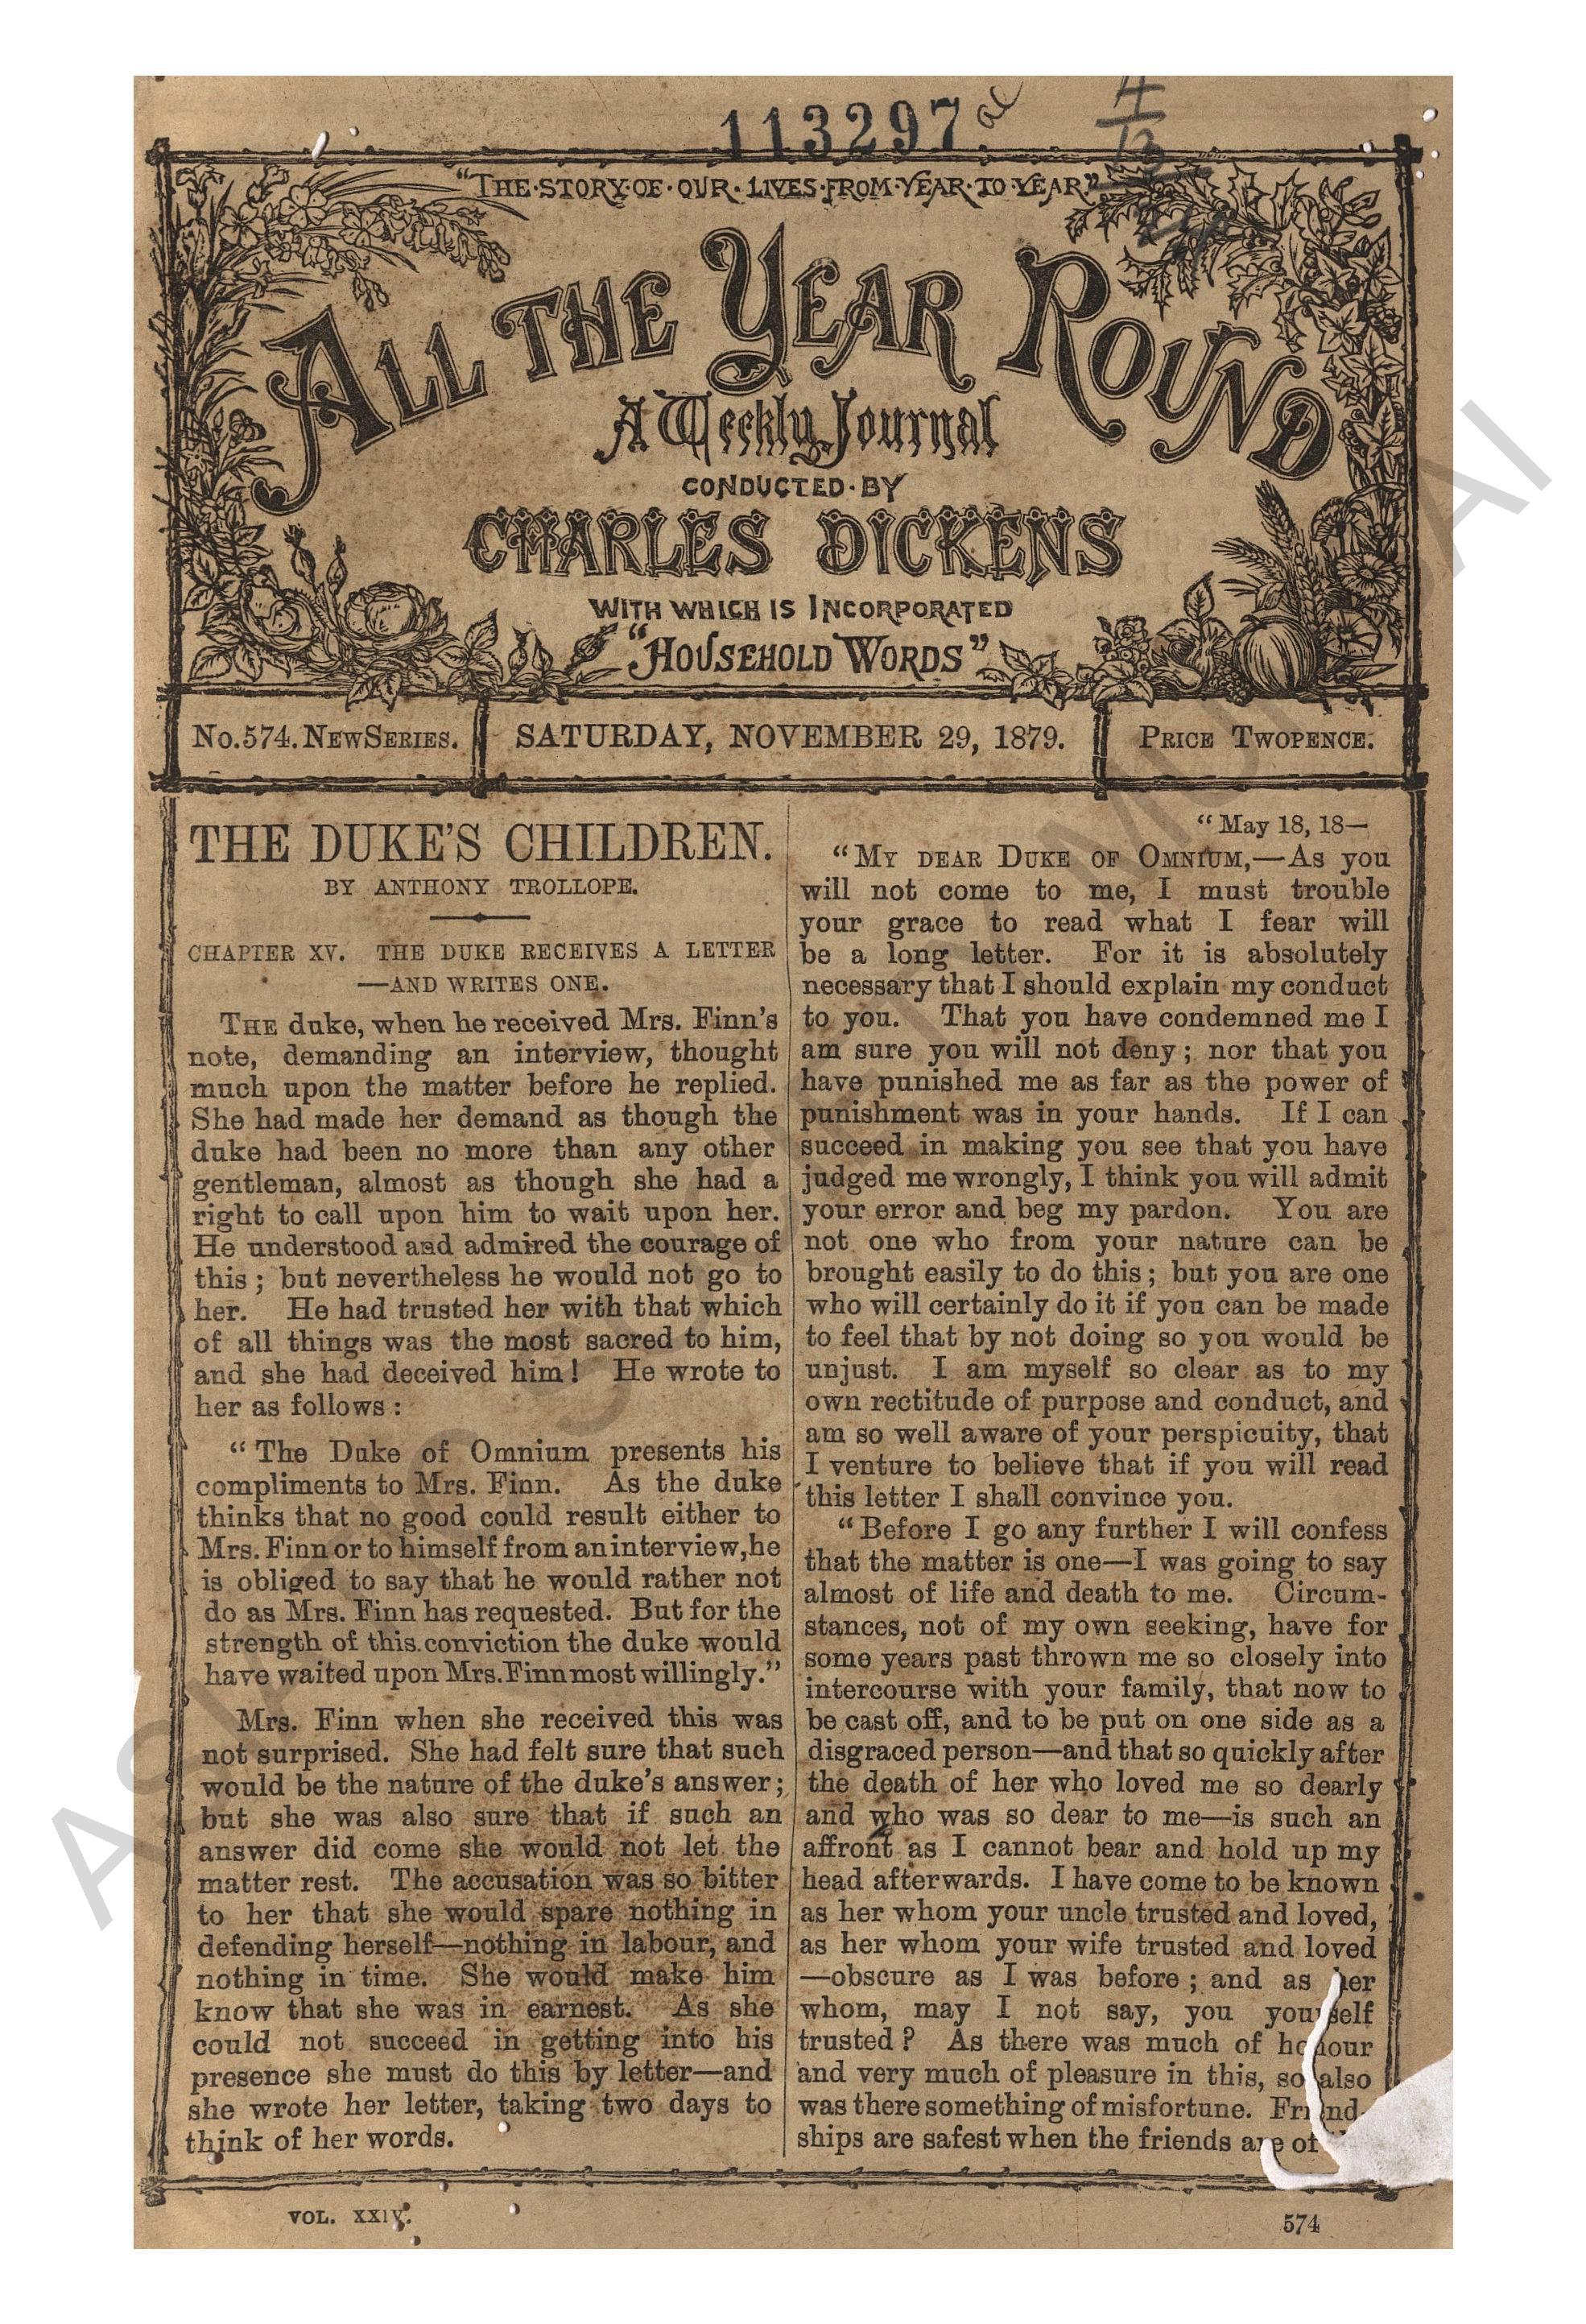 113297
"THE·STORY·OF·OUR·LIVES·FROM·YEAR·TO·YEAR."
ALL THE YEAR ROUND
A Weekly Journal
CONDUCTED·BY
CHARLES DICKENS
WITH WHICH IS INCORPORATED
"HOUSEHOLD WORDS"
No.574. NEW SERIES.
SATURDAY, NOVEMBER 29, 1879.
PRICE TWOPENCE.
THE DUKE'S CHILDREN.
BY ANTHONY TROLLOPE.
CHAPTER XV. THE DUKE RECEIVES A LETTER
—AND WRITES ONE.
THE duke, when he received Mrs. Finn's
note, demanding an interview, thought
much upon the matter before he replied.
She had made her demand as though the
duke had been no more than any other
gentleman, almost as though she had a
right to call upon him to wait upon her.
He understood and admired the courage of
this; but nevertheless he would not go to
her. He had trusted her with that which
of all things was the most sacred to him,
and she had deceived him! He wrote to
her as follows:
"The Duke of Omnium presents his
compliments to Mrs. Finn. As the duke
thinks that no good could result either to
Mrs. Finn or to himself from an interview, he
is obliged to say that he would rather not
do as Mrs. Finn has requested. But for the
strength of this conviction the duke would
have waited upon Mrs. Finn most willingly."
Mrs. Finn when she received this was
not surprised. She had felt sure that such
would be the nature of the duke's answer;
but she was also sure that if such an
answer did come she would not let the
matter rest. The accusation was so bitter
to her that she would spare nothing in
defending herself—nothing in labour, and
nothing in time. She would make him
know that she was in earnest. As she
could not succeed in getting into his
presence she must do this by letter—and
she wrote her letter, taking two days to
think of her words.
"May 18, 18—
"MY DEAR DUKE OF OMNIUM,—As you
will not come to me, I must trouble
your grace to read what I fear will
be a long letter. For it is absolutely
necessary that I should explain my conduct
to you. That you have condemned me I
am sure you will not deny; nor that you
have punished me as far as the power of
punishment was in your hands. If I can
succeed in making you see that you have
judged me wrongly, I think you will admit
your error and beg my pardon. You are
not one who from your nature can be
brought easily to do this; but you are one
who will certainly do it if you can be made
to feel that by not doing so you would be
unjust. I am myself so clear as to my
own rectitude of purpose and conduct, and
am so well aware of your perspicuity, that
I venture to believe that if you will read
this letter I shall convince you.
"Before I go any further I will confess
that the matter is one—I was going to say
almost of life and death to me. Circum-
stances, not of my own seeking, have for
some years past thrown me so closely into
intercourse with your family, that now to
be cast off, and to be put on one side as a
disgraced person—and that so quickly after
the death of her who loved me so dearly
and who was so dear to me—is such an
affront as I cannot bear and hold up my
head afterwards. I have come to be known
as her whom your uncle trusted and loved,
as her whom your wife trusted and loved
—obscure as I was before; and as her
whom, may I not say, you yourself
trusted? As there was much of honour
and very much of pleasure in this, so also
was there something of misfortune. Friend-
ships are safest when the friends are of
VOL. XXIV.
574